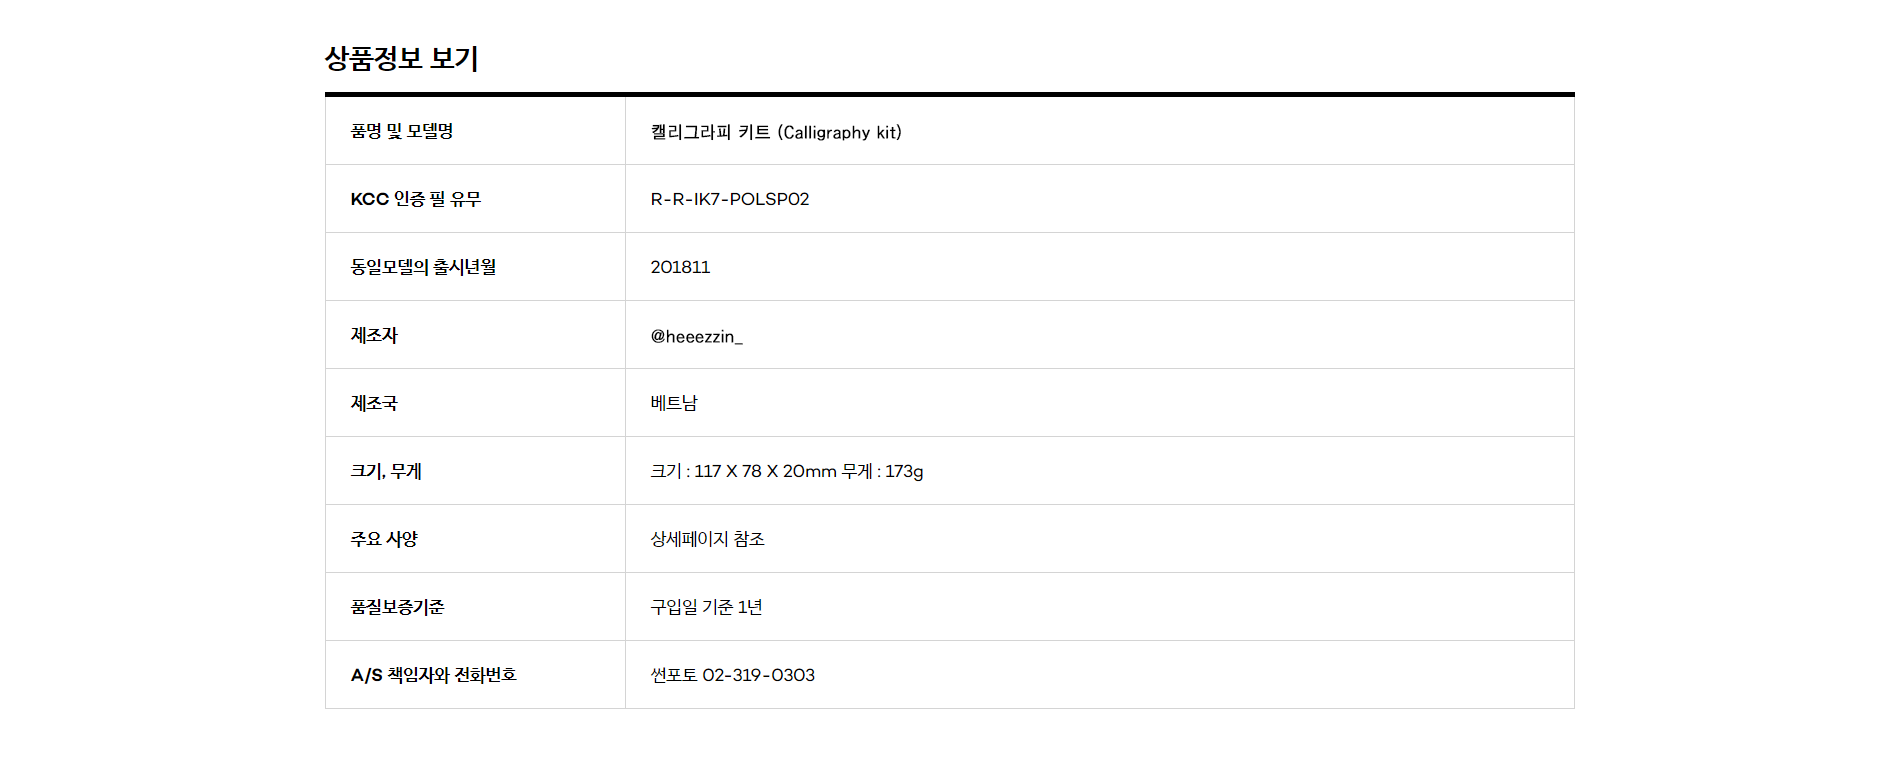 상품정보 보기
품명 및 모델명 캘리그라피 키트 (Calligraphy kit)
KCC 인증 필 유무 R-R-IK7-POLSP02
동일모델의 출시년월 201811
제조자 @heeezzin_
제조국 베트남
크기, 무게 크기 : 117 X 78 X 20mm 무게 : 173g
주요 사양 상세페이지 참조
품질보증기준 구입일 기준 1년
A/S 책임자와 전화번호 썬포토 02-319-0303